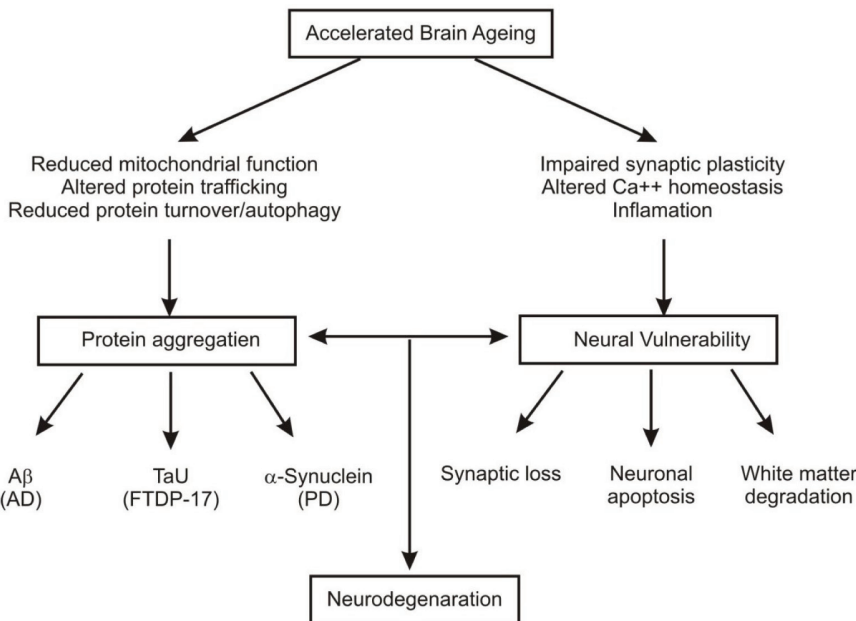 Accelerated Brain Ageing
Reduced mitochondrial function
Altered protein trafficking
Reduced protein turnover/autophagy
Impaired synaptic plasticity
Altered Ca++ homeostasis
Inflamation
Protein aggregatien
Neural Vulnerability
Aβ
(AD)
TaU
(FTDP-17)
α-Synuclein
(PD)
Synaptic loss
Neuronal
apoptosis
White matter
degradation
Neurodegenaration